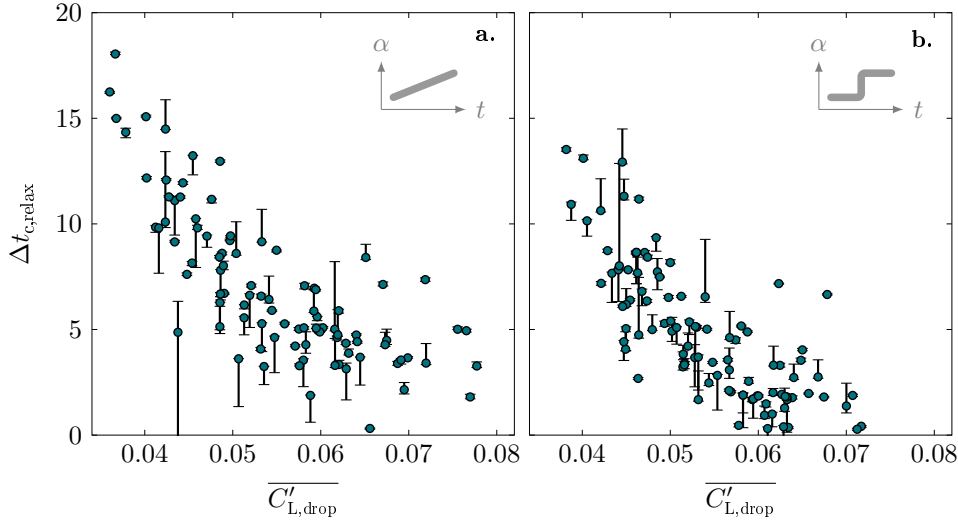 20
15
10
5
0
Δt_c,relax
a.
α
t
0.04 0.05 0.06 0.07 0.08
C′_L,drop
b.
α
t
0.04 0.05 0.06 0.07 0.08
C′_L,drop